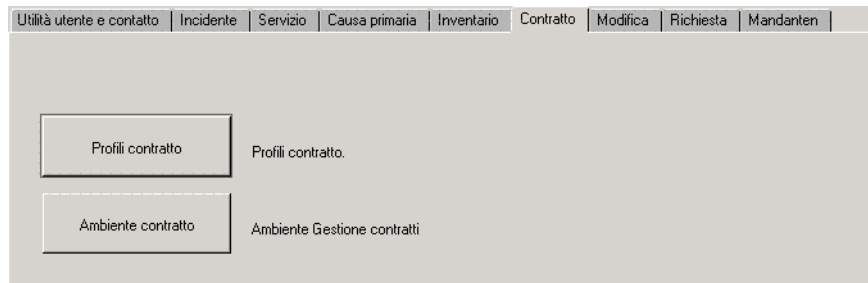 Utilità utente e contatto Incidente Servizio Causa primaria Inventario Contratto Modifica Richiesta Mandanten
Profili contratto Profili contratto.
Ambiente contratto Ambiente Gestione contratti